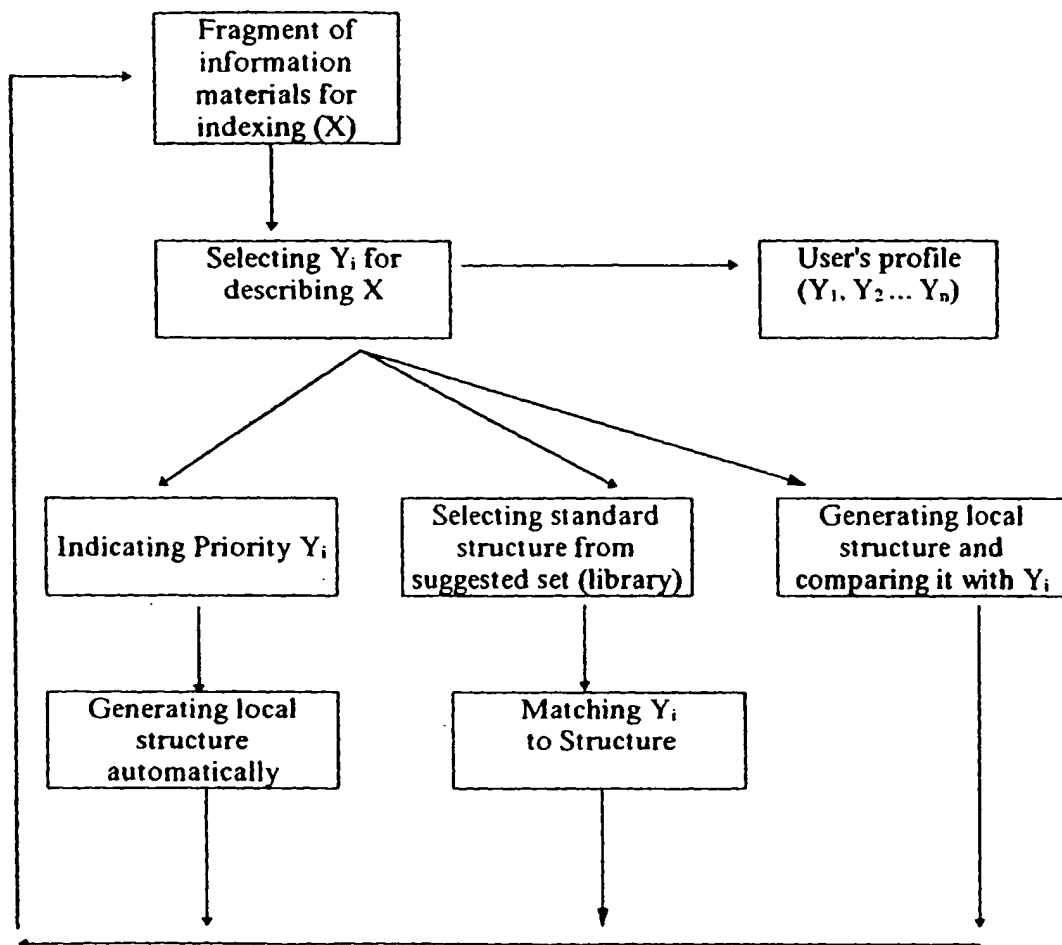 Fragment of
information
materials for
indexing (X)
Selecting Yᵢ for
describing X
User's profile
(Y₁, Y₂ ... Yₙ)
Indicating Priority Yᵢ
Selecting standard
structure from
suggested set (library)
Generating local
structure and
comparing it with Yᵢ
Generating local
structure
automatically
Matching Yᵢ
to Structure